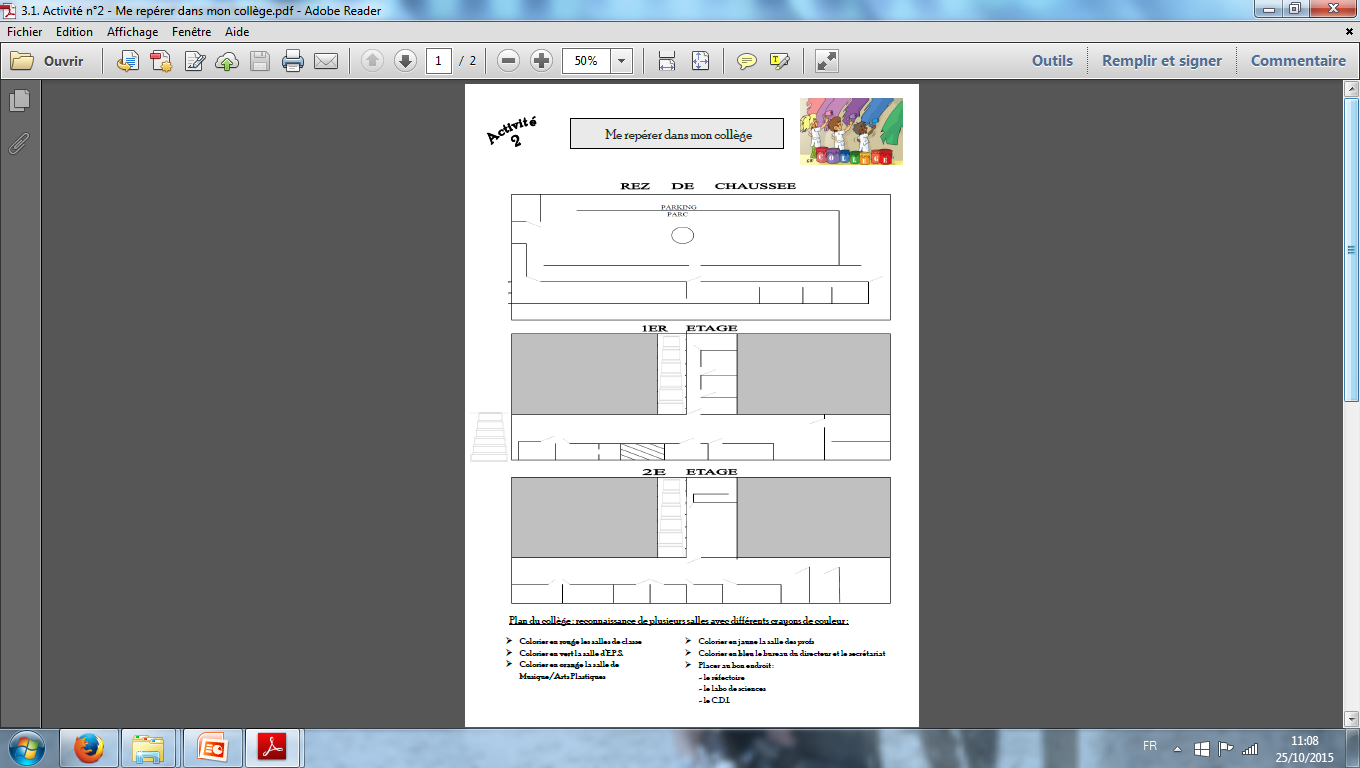 3.1. Activité n°2 - Me repérer dans mon collège.pdf - Adobe Reader
Fichier Edition Affichage Fenêtre Aide
Ouvrir 1 / 2 50% Outils Remplir et signer Commentaire
Activité
2
Me repérer dans mon collège
COLLEGE
REZ DE CHAUSSEE
PARKING
PARC
1ER ETAGE
2E ETAGE
Plan du collège : reconnaissance de plusieurs salles avec différents crayons de couleur :
Colorier en rouge les salles de classe
Colorier en vert la salle d'E.P.S.
Colorier en orange la salle de
Musique/Arts Plastiques
Colorier en jaune la salle des profs
Colorier en bleu le bureau du directeur et le secrétariat
Placer au bon endroit :
- le réfectoire
- le labo de sciences
- le C.D.I.
FR
11:08
25/10/2015